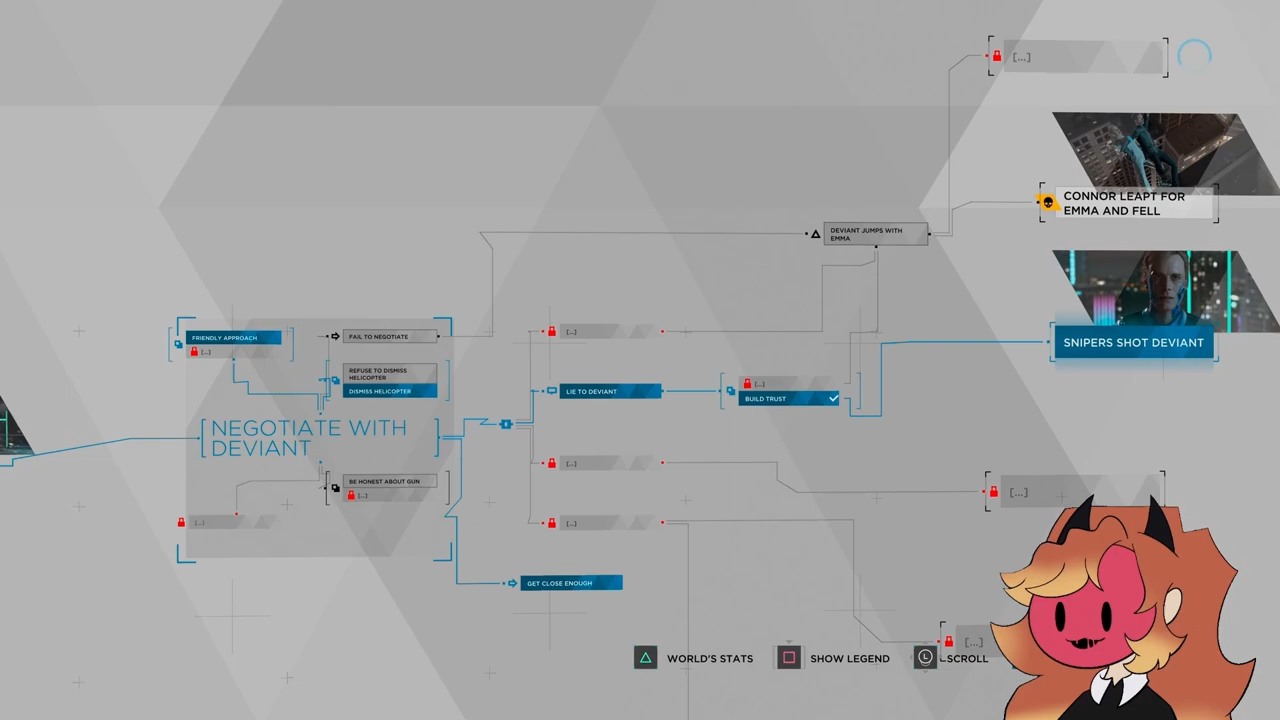 [...]
CONNOR LEAPT FOR
EMMA AND FELL
DEVIANT JUMPS WITH
EMMA
SNIPERS SHOT DEVIANT
FRIENDLY APPROACH
[...]
FAIL TO NEGOTIATE
REFUSE TO DISMISS
HELICOPTER
DISMISS HELICOPTER
NEGOTIATE WITH
DEVIANT
BE HONEST ABOUT GUN
[...]
[...]
[...]
LIE TO DEVIANT
[...]
BUILD TRUST
[...]
[...]
[...]
GET CLOSE ENOUGH
[...]
WORLD'S STATS
SHOW LEGEND
L
SCROLL